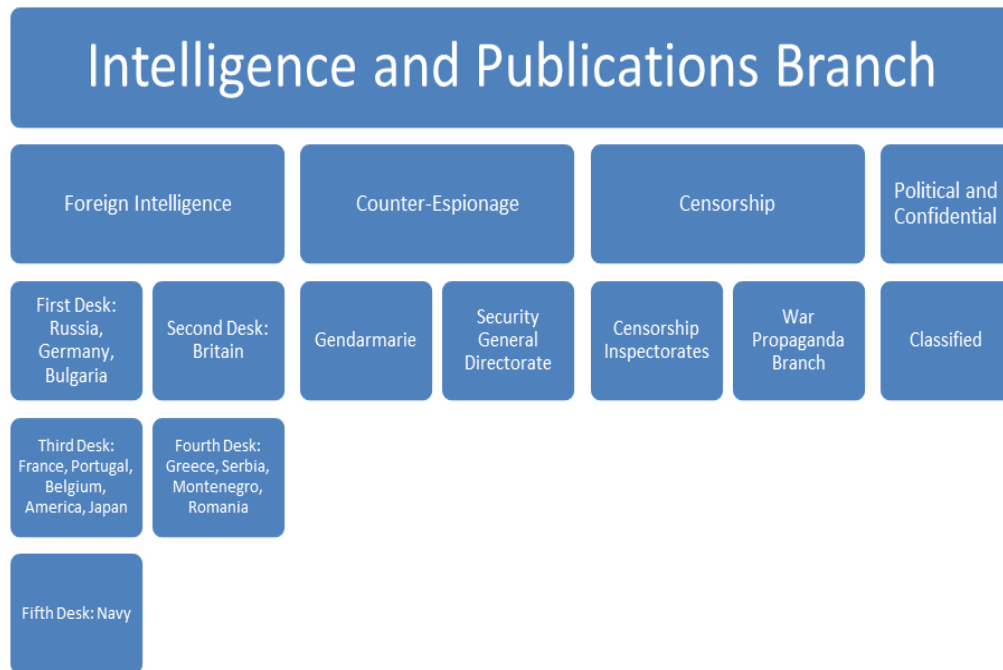 Intelligence and Publications Branch
Foreign Intelligence
Counter-Espionage
Censorship
Political and
Confidential
First Desk:
Russia,
Germany,
Bulgaria
Second Desk:
Britain
Gendarmarie
Security
General
Directorate
Censorship
Inspectorates
War
Propaganda
Branch
Classified
Third Desk:
France, Portugal,
Belgium,
America, Japan
Fourth Desk:
Greece, Serbia,
Montenegro,
Romania
Fifth Desk: Navy